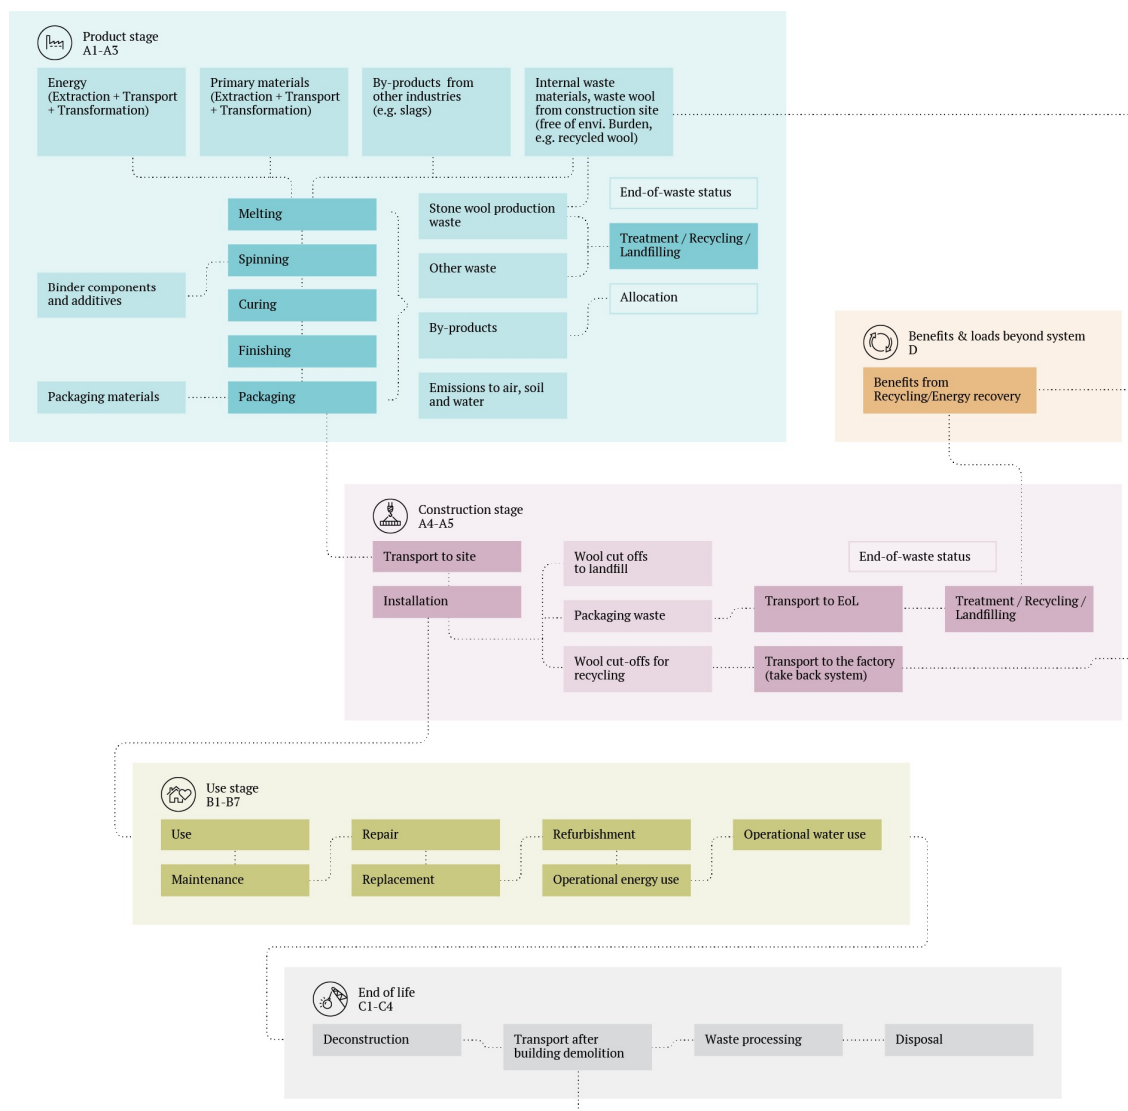 Product stage
A1-A3
Energy
(Extraction + Transport
+ Transformation)
Primary materials
(Extraction + Transport
+ Transformation)
By-products from
other industries
(e.g. slags)
Internal waste
materials, waste wool
from construction site
(free of envi. Burden,
e.g. recycled wool)
Melting
Spinning
Curing
Finishing
Packaging
Binder components
and additives
Packaging materials
Stone wool production
waste
Other waste
By-products
Emissions to air, soil
and water
End-of-waste status
Treatment / Recycling /
Landfilling
Allocation
Benefits & loads beyond system
D
Benefits from
Recycling/Energy recovery
Construction stage
A4-A5
Transport to site
Installation
Wool cut offs
to landfill
Packaging waste
Wool cut-offs for
recycling
End-of-waste status
Transport to EoL
Treatment / Recycling /
Landfilling
Transport to the factory
(take back system)
Use stage
B1-B7
Use
Maintenance
Repair
Replacement
Refurbishment
Operational energy use
Operational water use
End of life
C1-C4
Deconstruction
Transport after
building demolition
Waste processing
Disposal